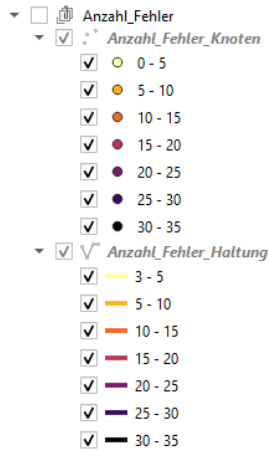 Anzahl_Fehler
Anzahl_Fehler_Knoten
0 - 5
5 - 10
10 - 15
15 - 20
20 - 25
25 - 30
30 - 35
Anzahl_Fehler_Haltung
3 - 5
5 - 10
10 - 15
15 - 20
20 - 25
25 - 30
30 - 35